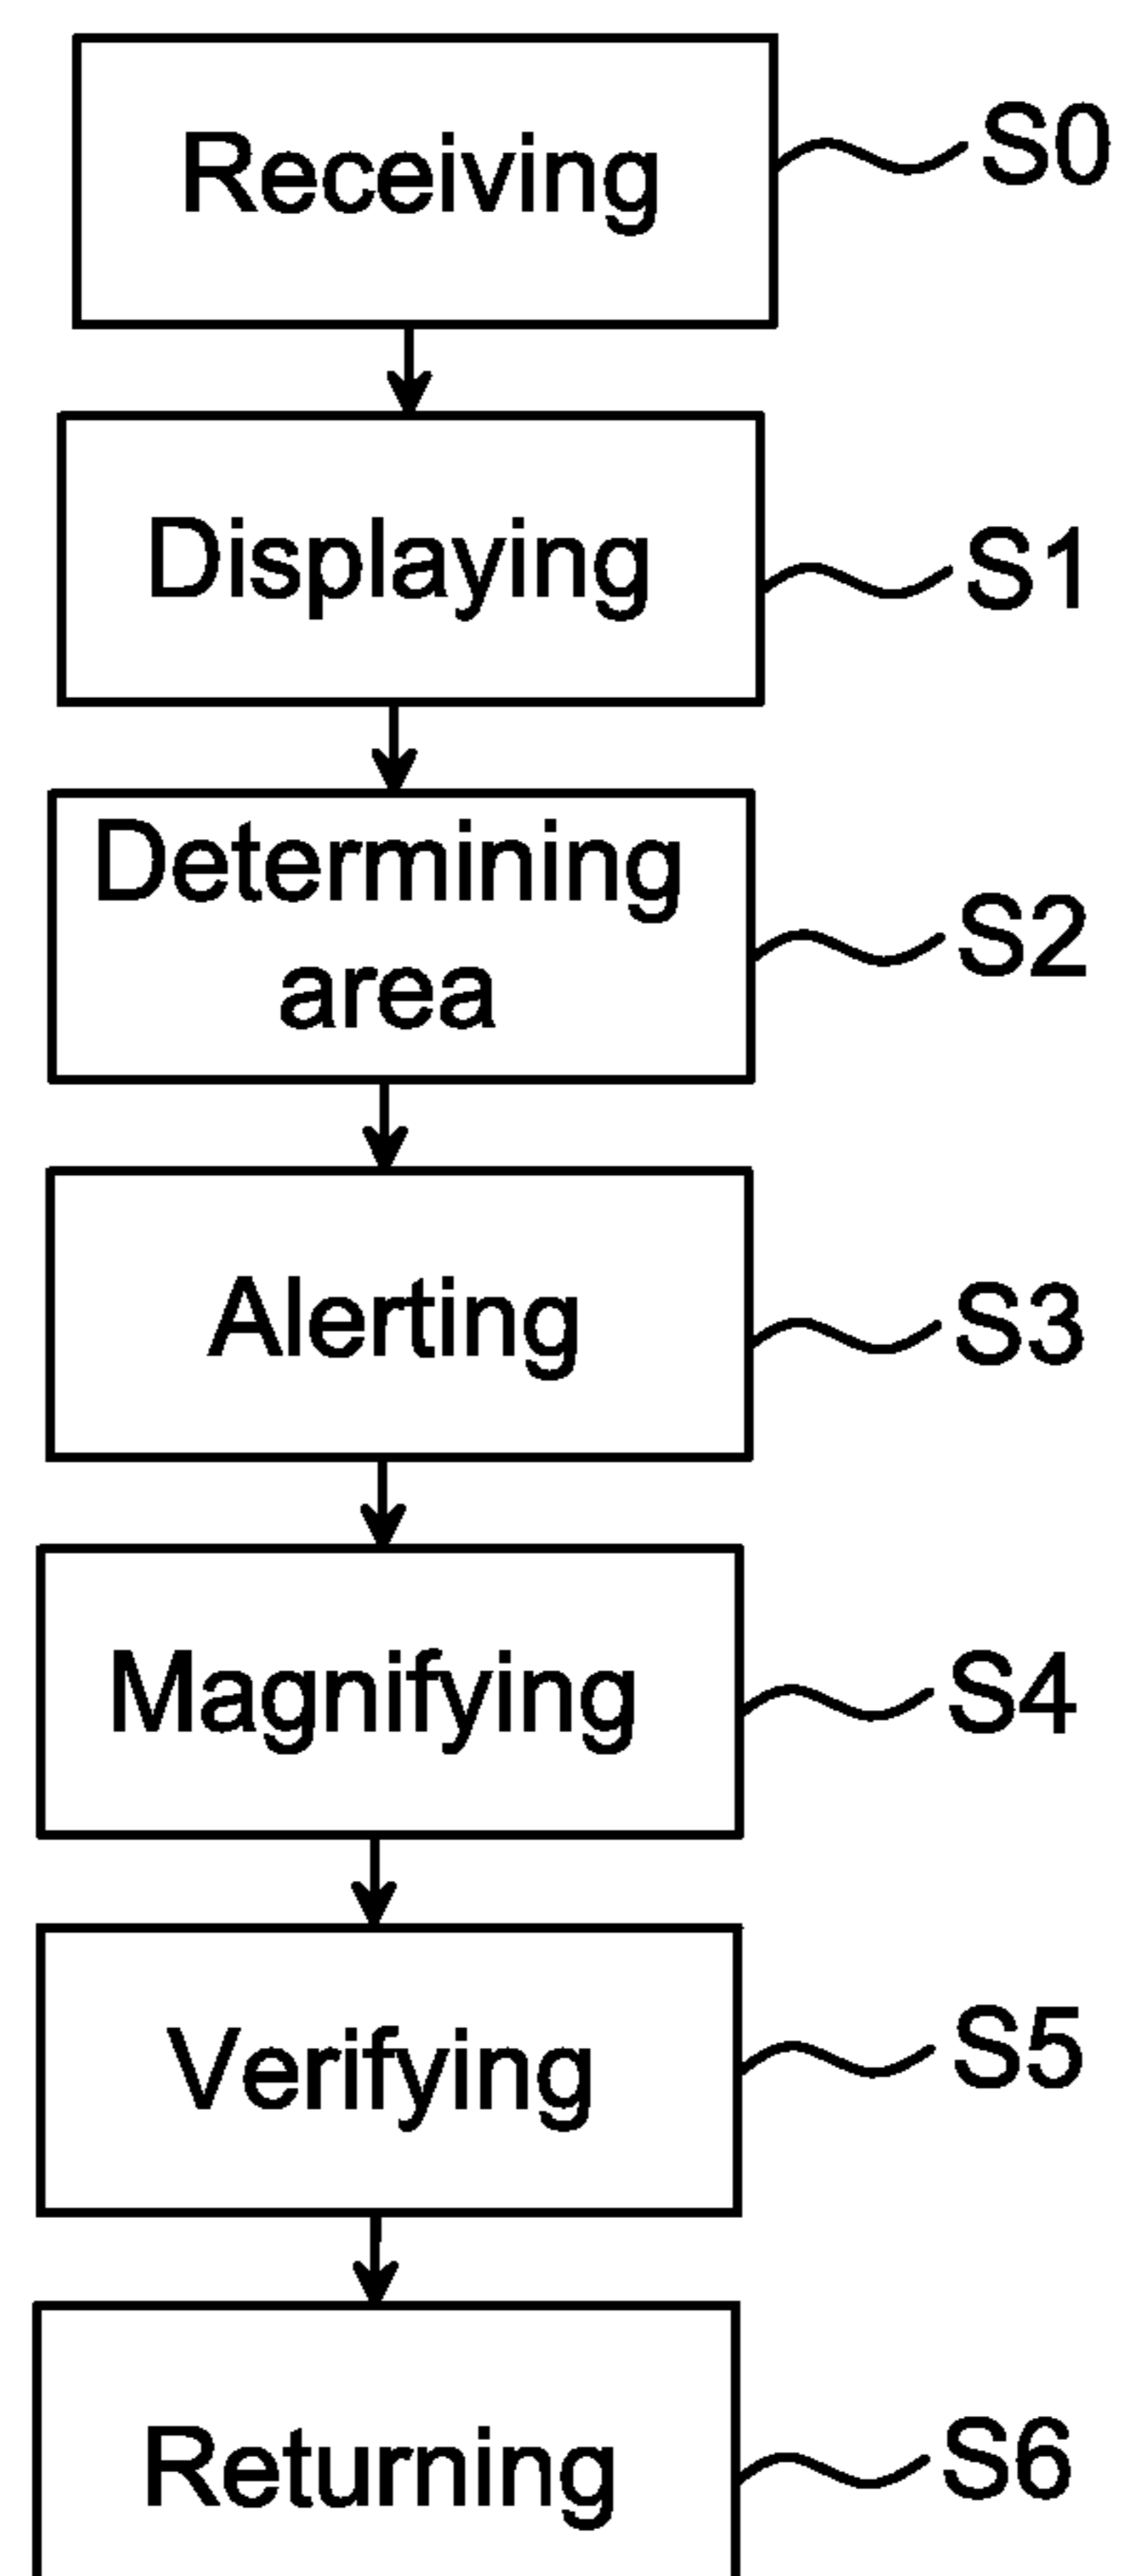 Receiving
S0
Displaying
S1
Determining
area
S2
Alerting
S3
Magnifying
S4
Verifying
S5
Returning
S6